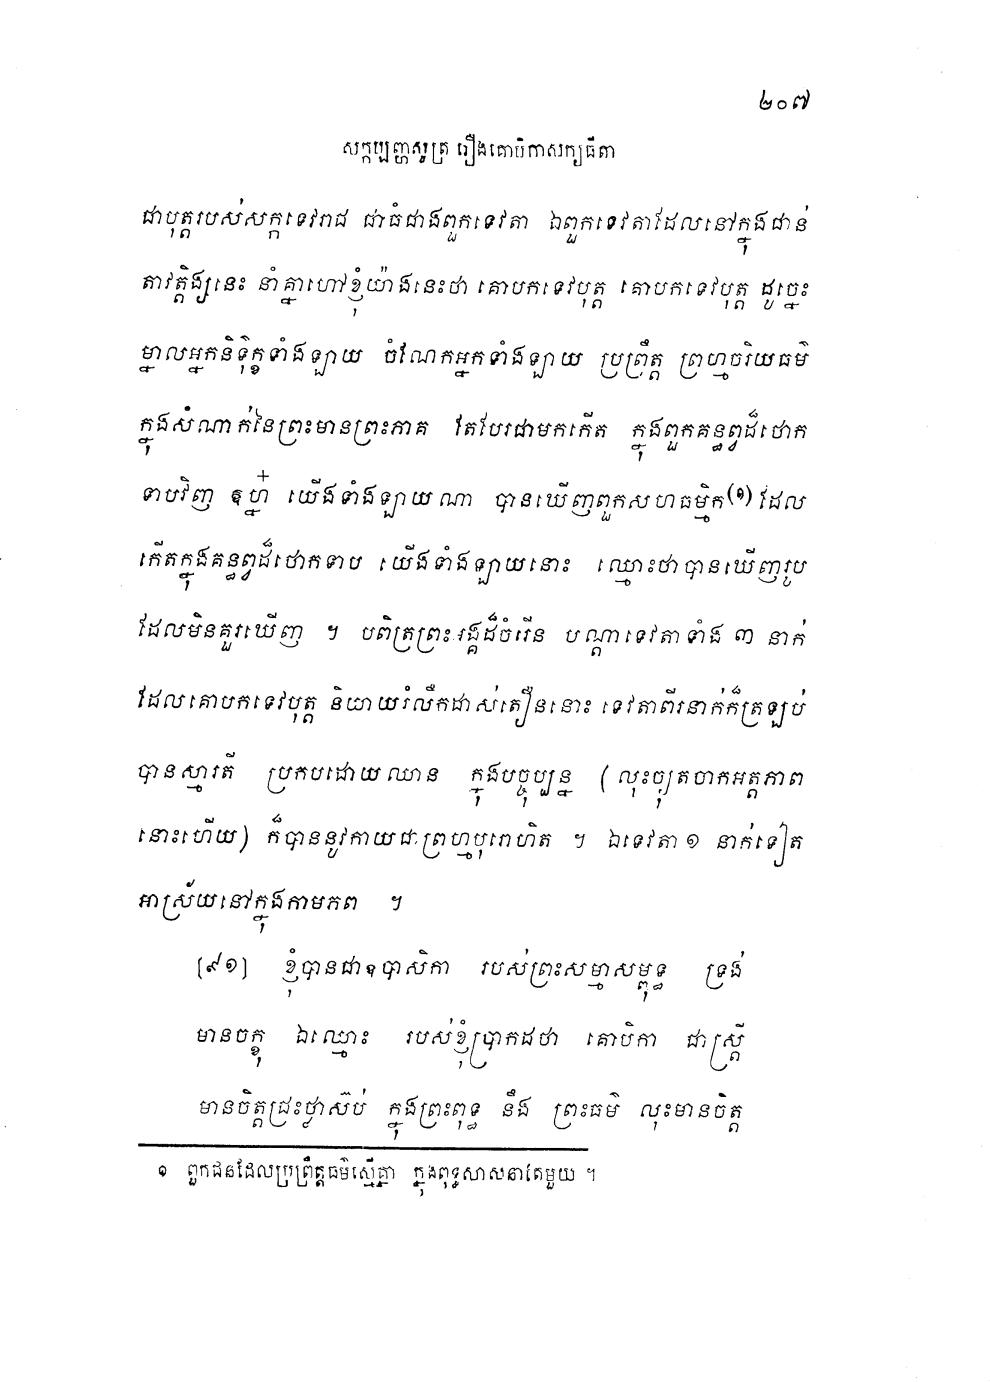 ២០៧
សក្កប្បញ្ហសូត្រ រឿងគោបិកាសក្យធីតា
ជាបុត្តរបស់សក្កទេវរាជ ជាធំជាងពួកទេវតា ឯពួកទេវតាដែលនៅក្នុងជាន់
តាវត្តិង្សនេះ នាំគ្នាហៅខ្ញុំយ៉ាងនេះថា គោបកទេវបុត្ត គោបកទេវបុត្ត ដូច្នេះ
ម្នាលអ្នកនិទ៌ុក្ខទាំងឡាយ ចំណែកអ្នកទាំងឡាយ ប្រព្រឹត្ត ព្រហ្មចរិយធម៌
ក្នុងសំណាក់នៃព្រះមានព្រះភាគ តែបែរជាមកកើត ក្នុងពួកគន្ធព្វដ៏ថោក
ទាបវិញ ឧហ្ន៎ យើងទាំងឡាយណា បានឃើញពួកសហធម្មិក(១) ដែល
កើតក្នុងគន្ធព្វដ៏ថោកទាប យើងទាំងឡាយនោះ ឈ្មោះថាបានឃើញរូប
ដែលមិនគួរឃើញ ។ បពិត្រព្រះអង្គដ៏ចំរើន បណ្តាទេវតាទាំង ៣ នាក់
ដែលគោបកទេវបុត្ត និយាយរំលឹកដាស់តឿននោះ ទេវតាពីរនាក់ក៏ត្រឡប់
បានស្មារតី ប្រកបដោយឈាន ក្នុងបច្ចុប្បន្ន (លុះច្យុតចាកអត្តភាព
នោះហើយ) ក៏បាននូវកាយជាព្រហ្មបុរោហិត ។ ឯទេវតា ១ នាក់ទៀត
អាស្រ័យនៅក្នុងកាមភព ។
[៩១] ខ្ញុំបានជាឧបាសិកា របស់ព្រះសម្មាសម្ពុទ្ធ ទ្រង់
មានចក្ខុ ឯឈ្មោះ របស់ខ្ញុំប្រាកដថា គោបិកា ជាស្ត្រី
មានចិត្តជ្រះថ្លាស៊ប់ ក្នុងព្រះពុទ្ធ នឹង ព្រះធម៌ លុះមានចិត្ត
១ ពួកជនដែលប្រព្រឹត្តធម៌ស្មើគ្នា ក្នុងពុទ្ធសាសនាតែមួយ ។